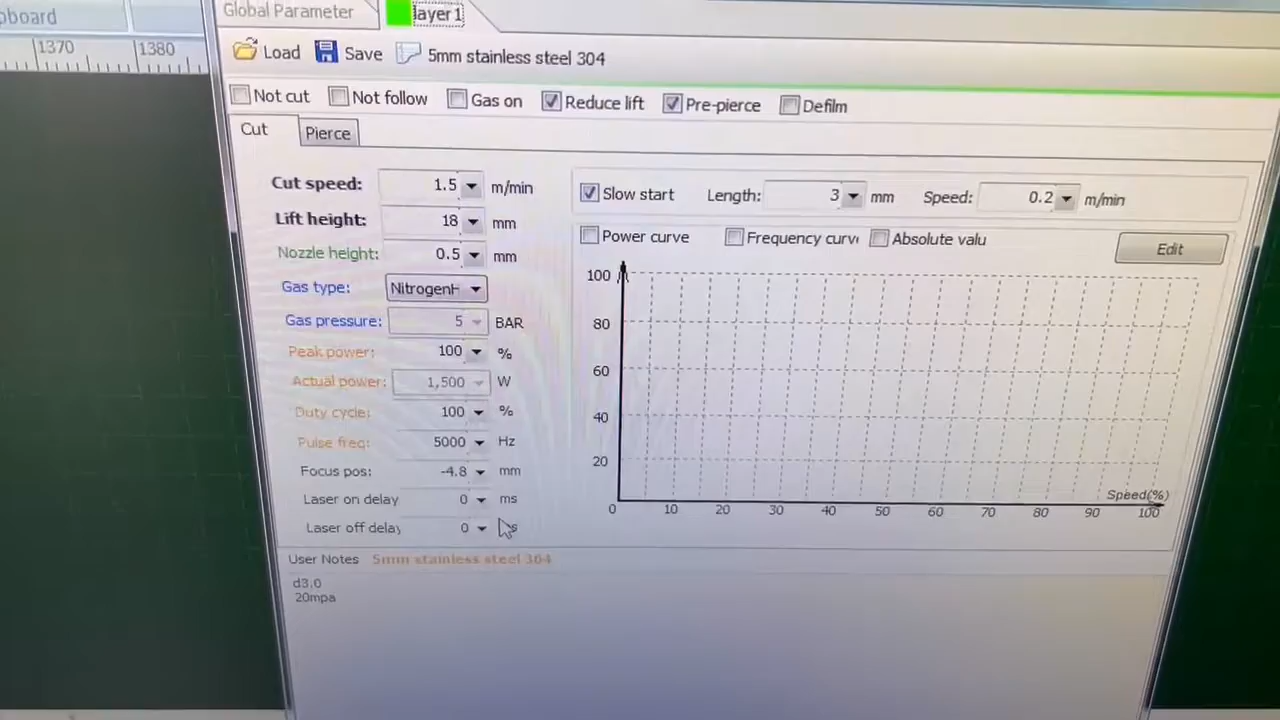 Global Parameter layer1
1370 1380
Load Save 5mm stainless steel 304
Not cut Not follow Gas on Reduce lift Pre-pierce Defilm
Cut Pierce
Cut speed: 1.5 m/min
Slow start Length: 3 mm Speed: 0.2 m/min
Lift height: 18 mm
Power curve Frequency curv Absolute valu Edit
Nozzle height: 0.5 mm
Gas type: Nitrogen
Gas pressure: 5 BAR
Peak power: 100 %
Actual power: 1,500 W
Duty cycle: 100 %
Pulse freq: 5000 Hz
Focus pos: -4.8 mm
Laser on delay 0 ms
Laser off delay 0
100
80
60
40
20
Speed(%)
0 10 20 30 40 50 60 70 80 90 100
User Notes 5mm stainless steel 304
d3,0
20mpa